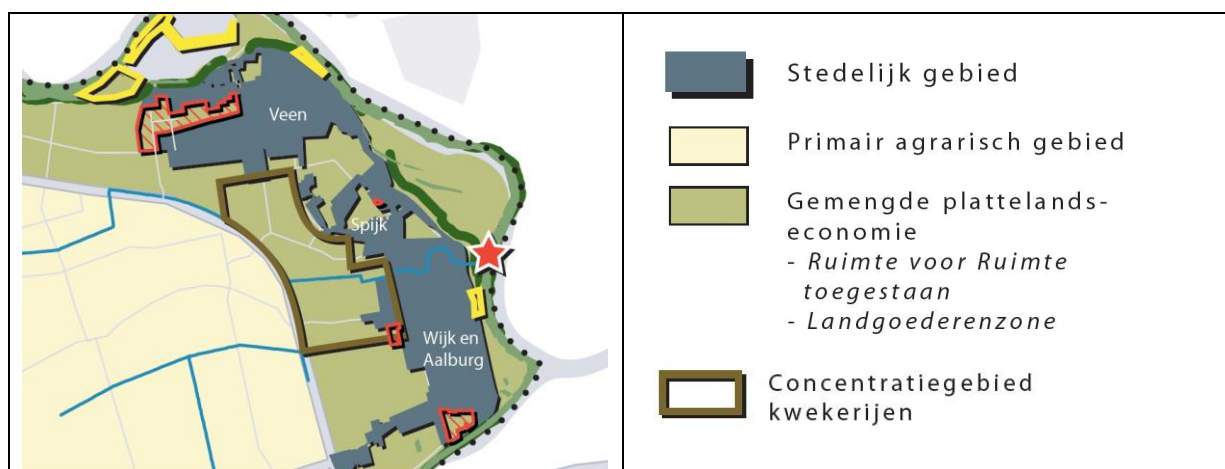 Veen
Spijk
Wijk en
Aalburg
Stedelijk gebied
Primair agrarisch gebied
Gemengde plattelands-
economie
- Ruimte voor Ruimte
toegestaan
- Landgoederenzone
Concentratiegebied
kwekerijen